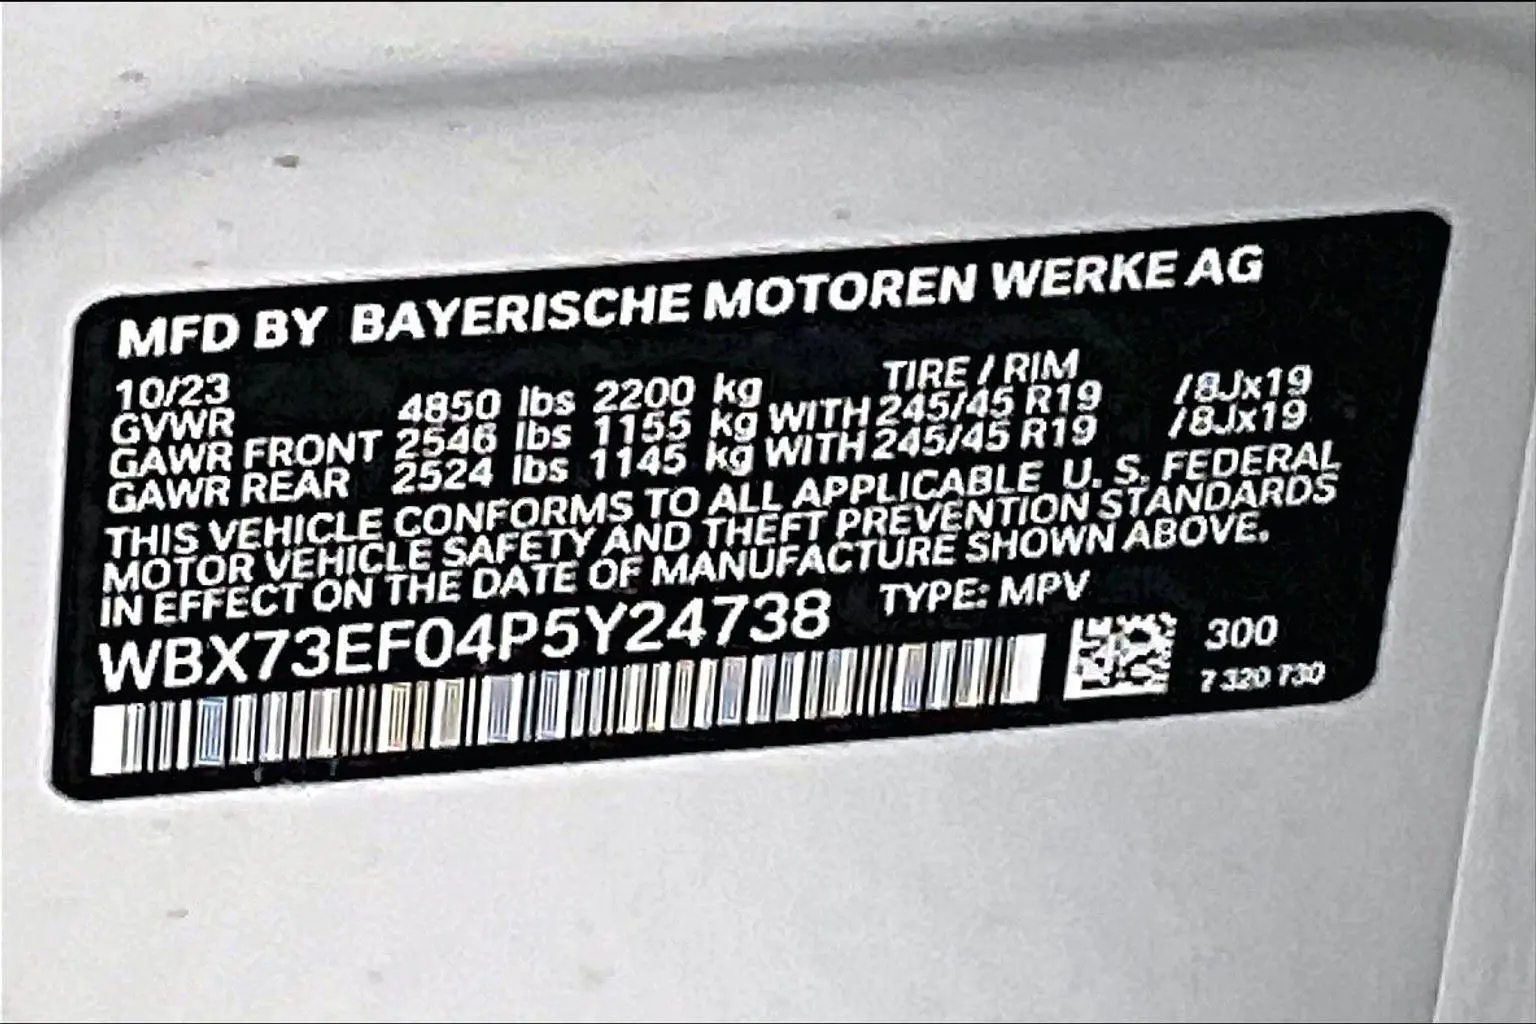 MFD BY BAYERISCHE MOTOREN WERKE AG
10/23 TIRE / RIM
GVWR 4850 lbs 2200 kg
GAWR FRONT 2546 lbs 1155 kg WITH 245/45 R19 /8Jx19
GAWR REAR 2524 lbs 1145 kg WITH 245/45 R19 /8Jx19
THIS VEHICLE CONFORMS TO ALL APPLICABLE U. S. FEDERAL
MOTOR VEHICLE SAFETY AND THEFT PREVENTION STANDARDS
IN EFFECT ON THE DATE OF MANUFACTURE SHOWN ABOVE.
WBX73EF04P5Y24738 TYPE: MPV
300
7 320 730